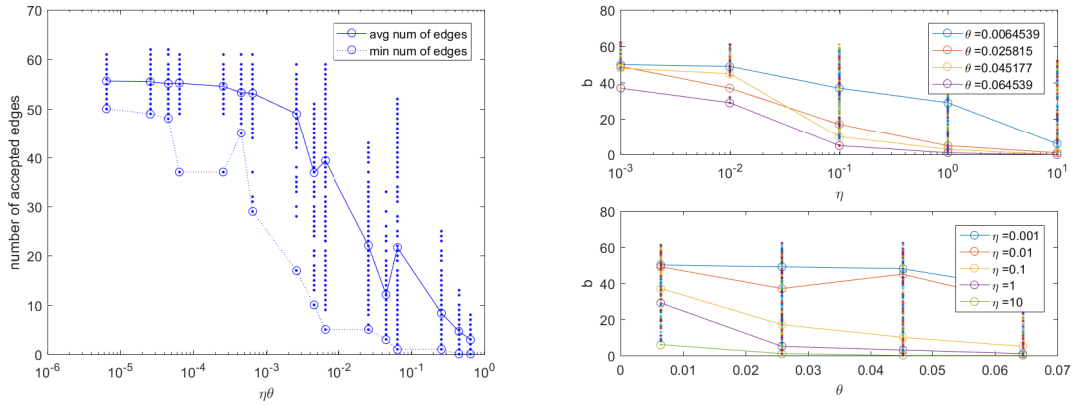 70
60
50
40
30
20
10
0
number of accepted edges
avg num of edges
min num of edges
10^-6
10^-5
10^-4
10^-3
10^-2
10^-1
10^0
ηθ
80
60
40
20
0
b
θ =0.0064539
θ =0.025815
θ =0.045177
θ =0.064539
10^-3
10^-2
10^-1
10^0
10^1
η
80
60
40
20
0
b
η =0.001
η =0.01
η =0.1
η =1
η =10
0
0.01
0.02
0.03
0.04
0.05
0.06
0.07
θ